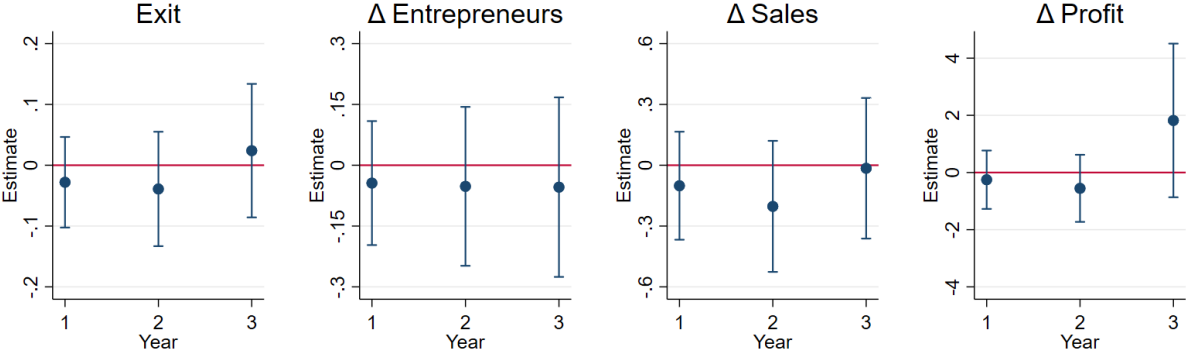 Exit
Estimate
.2
.1
0
-.1
-.2
1 2 3
Year
Δ Entrepreneurs
Estimate
.3
.15
0
-.15
-.3
1 2 3
Year
Δ Sales
Estimate
.6
.3
0
-.3
-.6
1 2 3
Year
Δ Profit
Estimate
4
2
0
-2
-4
1 2 3
Year